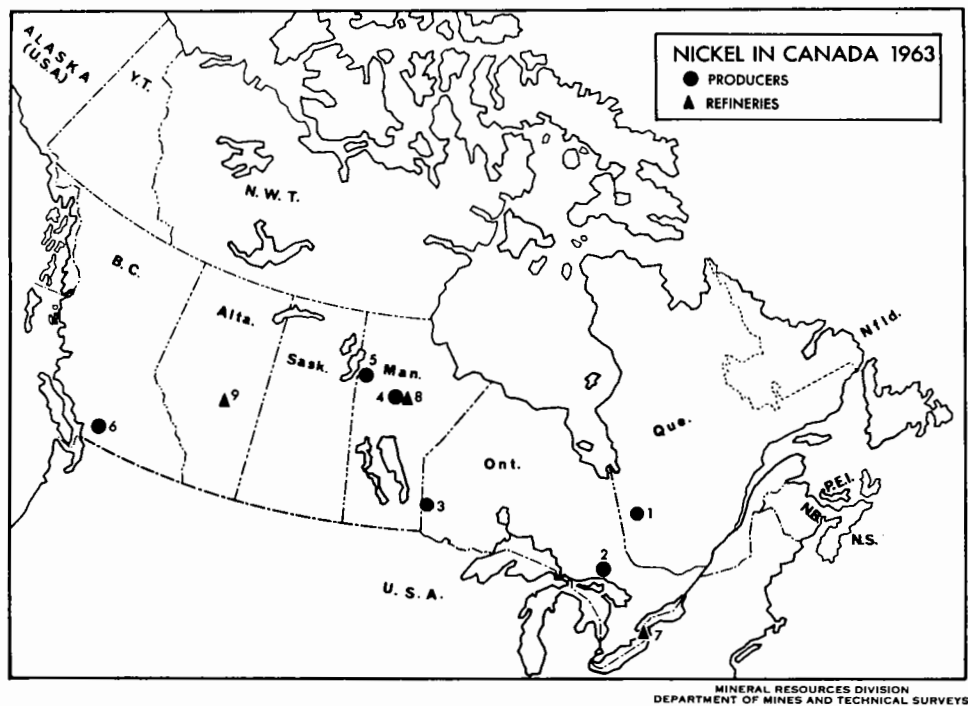 NICKEL IN CANADA 1963
PRODUCERS
REFINERIES
ALASKA
(U.S.A.)
Y.T.
N.W.T.
B.C.
Alta.
Sask.
Man.
Ont.
Que.
Nfld.
P.E.I.
N.B.
N.S.
U.S.A.
5
4
8
9
6
3
1
2
7
MINERAL RESOURCES DIVISION
DEPARTMENT OF MINES AND TECHNICAL SURVEYS